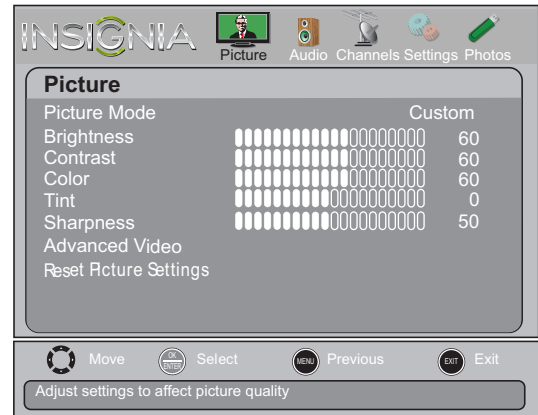 INSIGNIA
Picture Audio Channels Settings Photos
Picture
Picture Mode Custom
Brightness 60
Contrast 60
Color 60
Tint 0
Sharpness 50
Advanced Video
Reset Picture Settings
Move OK ENTER Select MENU Previous EXIT Exit
Adjust settings to affect picture quality